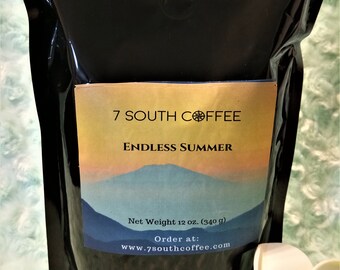 7 SOUTH COFFEE
ENDLESS SUMMER
Net Weight 12 oz. (340 g)
Order at:
www.7southcoffee.com